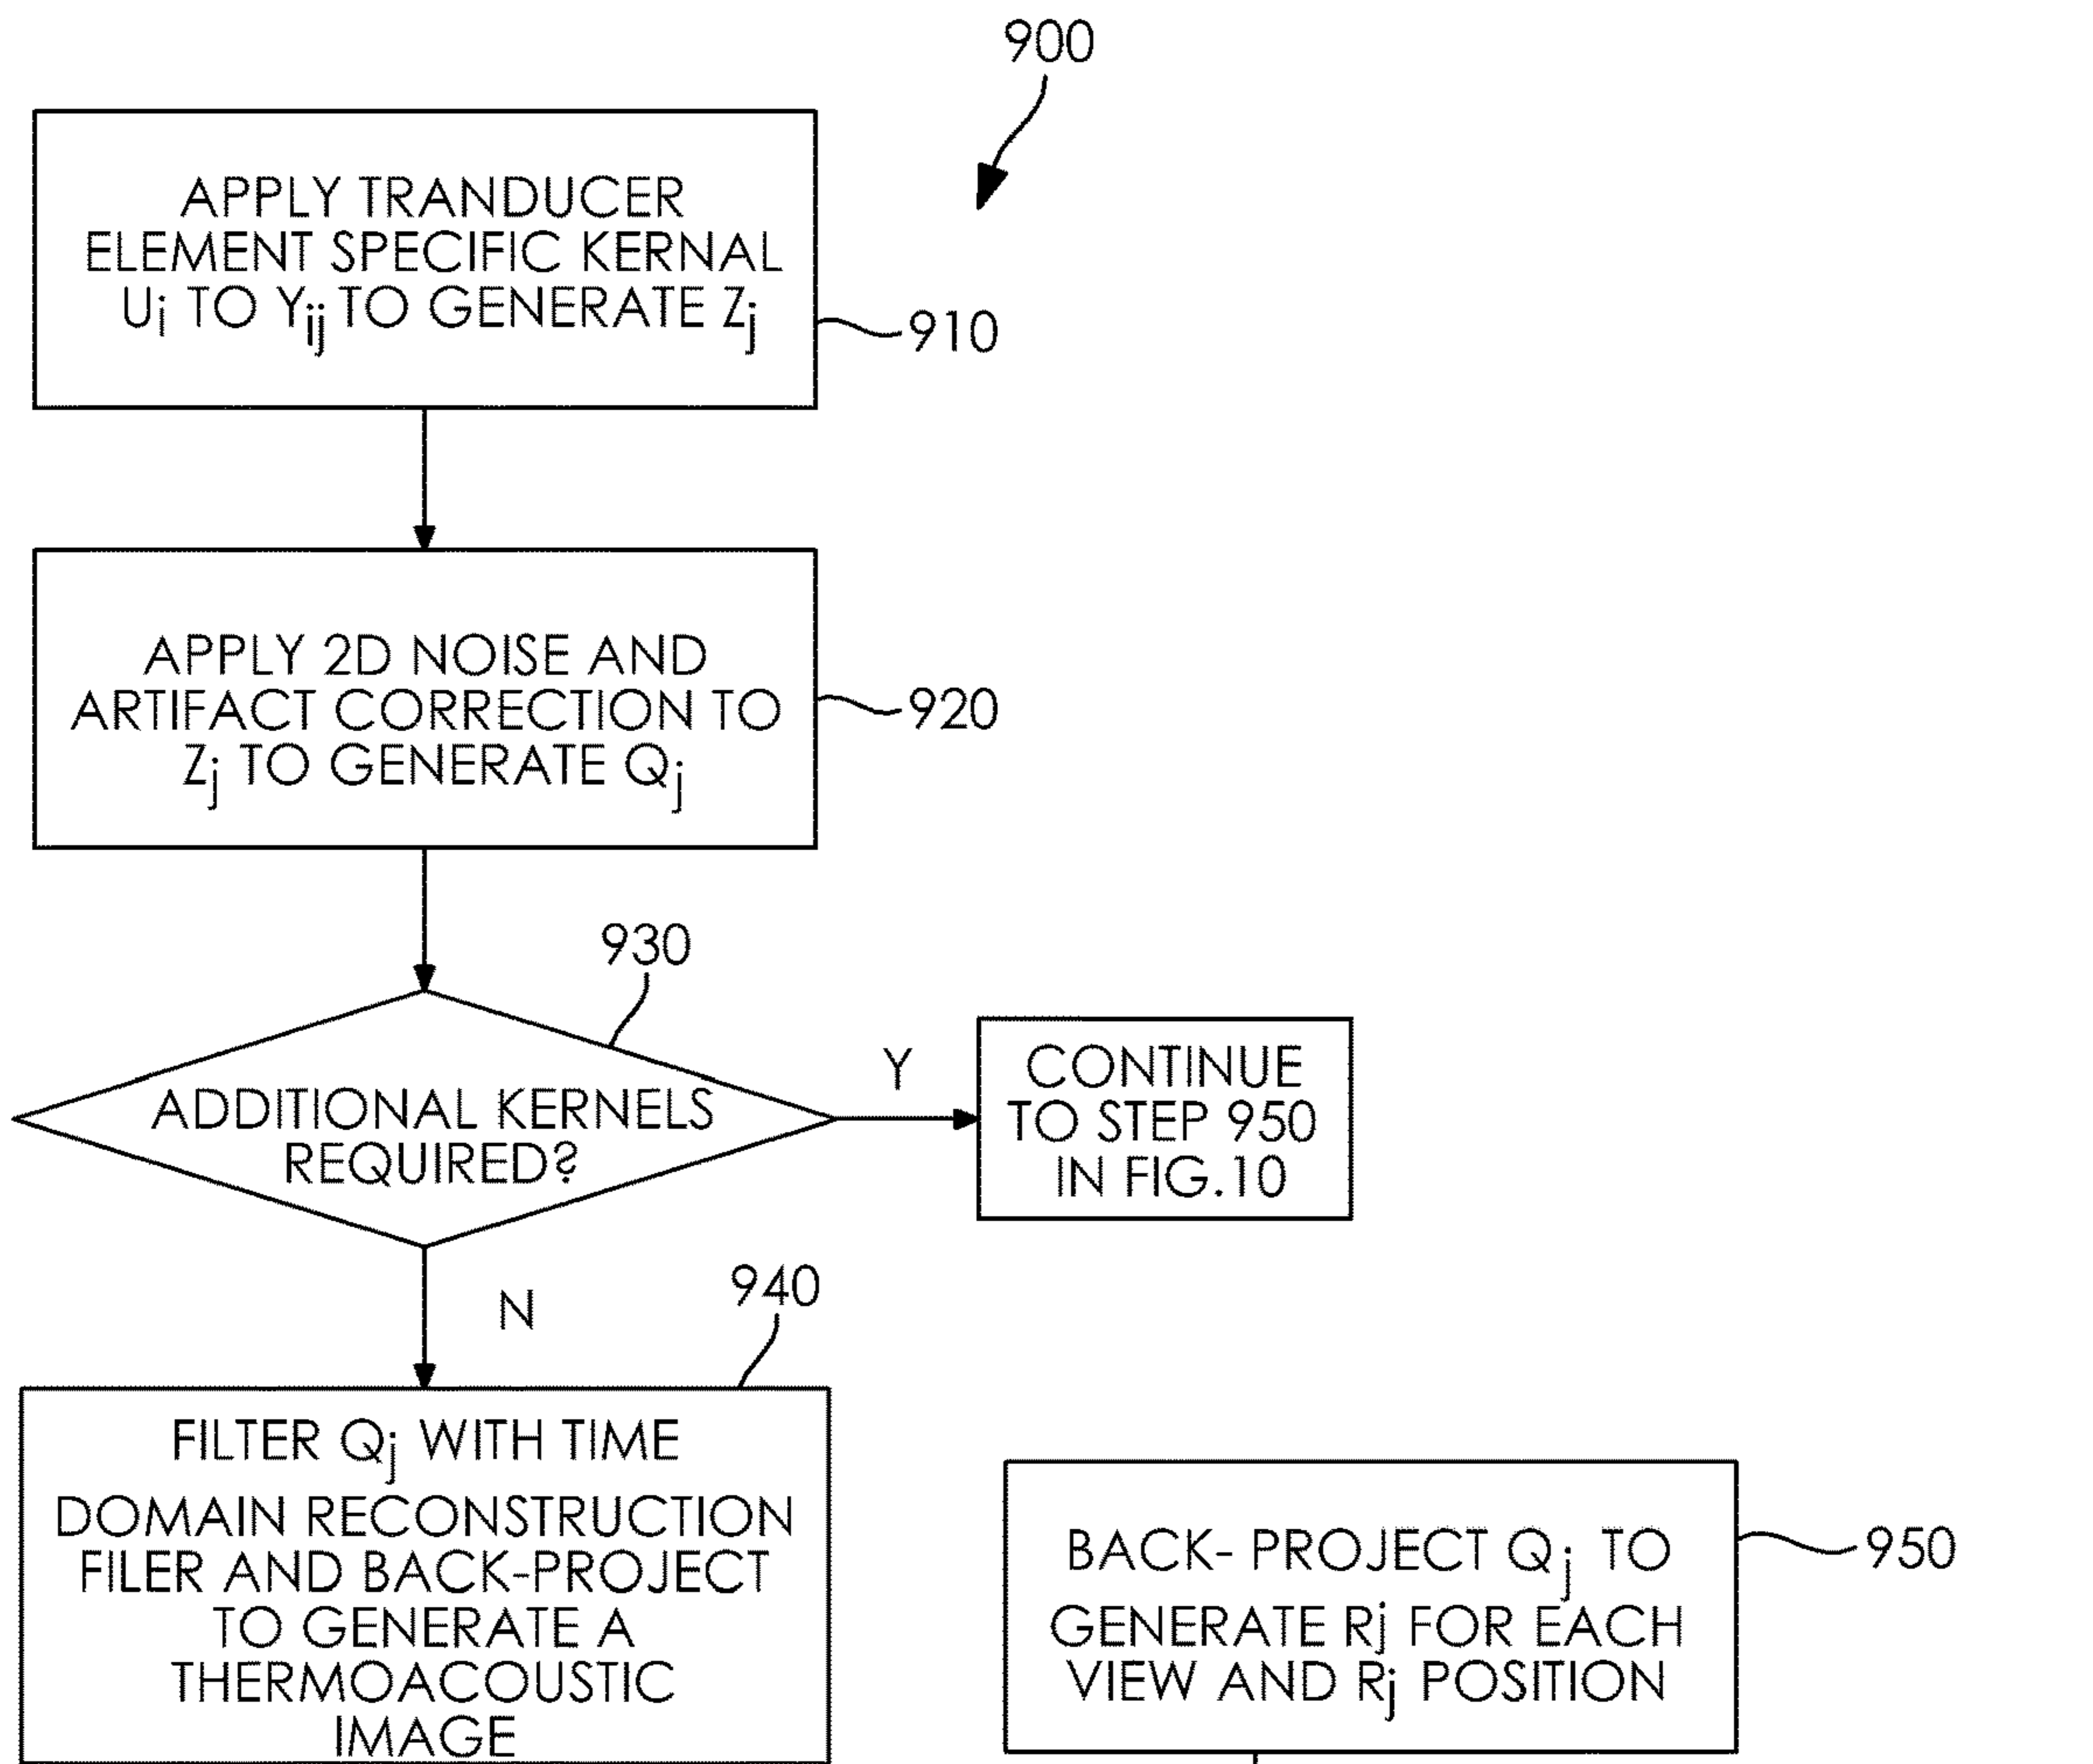 900
APPLY TRANDUCER
ELEMENT SPECIFIC KERNAL
Ui TO Yij TO GENERATE Zj
910
APPLY 2D NOISE AND
ARTIFACT CORRECTION TO
Zj TO GENERATE Qj
920
930
ADDITIONAL KERNELS
REQUIRED?
Y
CONTINUE
TO STEP 950
IN FIG.10
N
940
FILTER Qj WITH TIME
DOMAIN RECONSTRUCTION
FILER AND BACK-PROJECT
TO GENERATE A
THERMOACOUSTIC
IMAGE
BACK- PROJECT Qj TO
GENERATE Rj FOR EACH
VIEW AND Rj POSITION
950